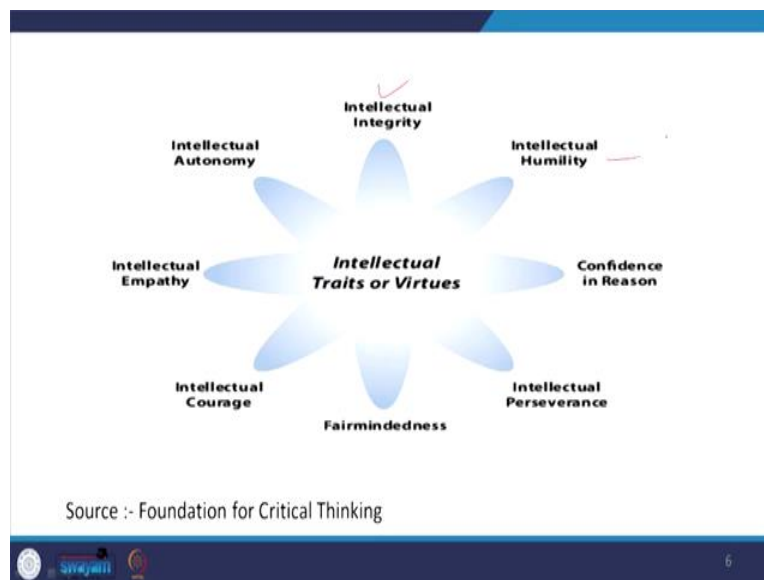 Intellectual
Integrity
Intellectual
Autonomy
Intellectual
Humility
Intellectual
Empathy
Intellectual
Traits or Virtues
Confidence
in Reason
Intellectual
Courage
Intellectual
Perseverance
Fairmindedness
Source :- Foundation for Critical Thinking
swayam
6